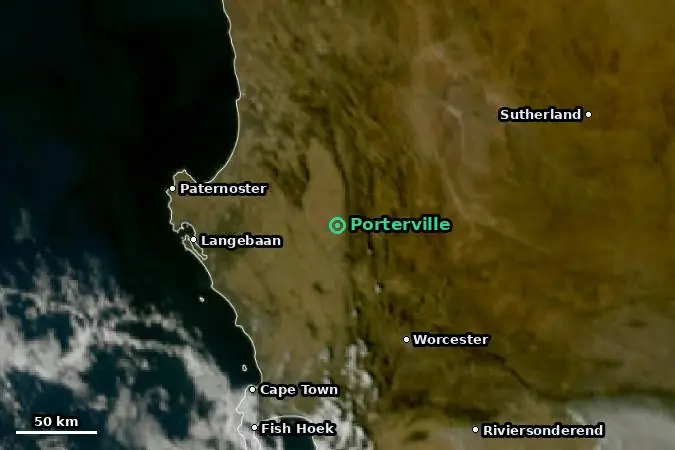 Sutherland
Paternoster
Porterville
Langebaan
Worcester
Cape Town
50 km
Fish Hoek
Riviersonderend